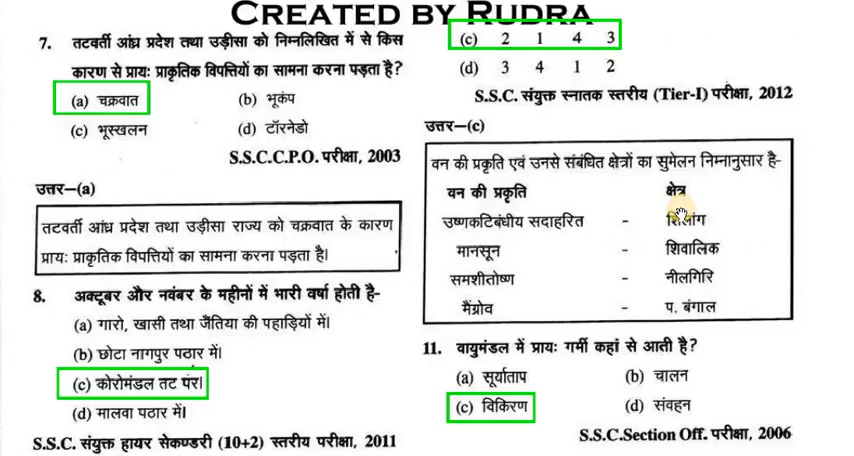 CREATED BY RUDRA
7. तटवर्ती आंध्र प्रदेश तथा उड़ीसा को निम्नलिखित में से किस
कारण से प्रायः प्राकृतिक विपत्तियों का सामना करना पड़ता है?
(a) चक्रवात (b) भूकंप
(c) भूस्खलन (d) टॉरनेडो
S.S.C.C.P.O. परीक्षा, 2003
उत्तर–(a)
तटवर्ती आंध्र प्रदेश तथा उड़ीसा राज्य को चक्रवात के कारण
प्रायः प्राकृतिक विपत्तियों का सामना करना पड़ता है।
8. अक्टूबर और नवंबर के महीनों में भारी वर्षा होती है-
(a) गारो, खासी तथा जैंतिया की पहाड़ियों में।
(b) छोटा नागपुर पठार में।
(c) कोरोमंडल तट पर।
(d) मालवा पठार में।
S.S.C. संयुक्त हायर सेकण्डरी (10+2) स्तरीय परीक्षा, 2011
(c) 2 1 4 3
(d) 3 4 1 2
S.S.C. संयुक्त स्नातक स्तरीय (Tier-I) परीक्षा, 2012
उत्तर–(c)
वन की प्रकृति एवं उनसे संबंधित क्षेत्रों का सुमेलन निम्नानुसार है-
वन की प्रकृति क्षेत्र
उष्णकटिबंधीय सदाहरित - शिलांग
मानसून - शिवालिक
समशीतोष्ण - नीलगिरि
मैंग्रोव - प. बंगाल
11. वायुमंडल में प्रायः गर्मी कहां से आती है?
(a) सूर्याताप (b) चालन
(c) विकिरण (d) संवहन
S.S.C.Section Off. परीक्षा, 2006